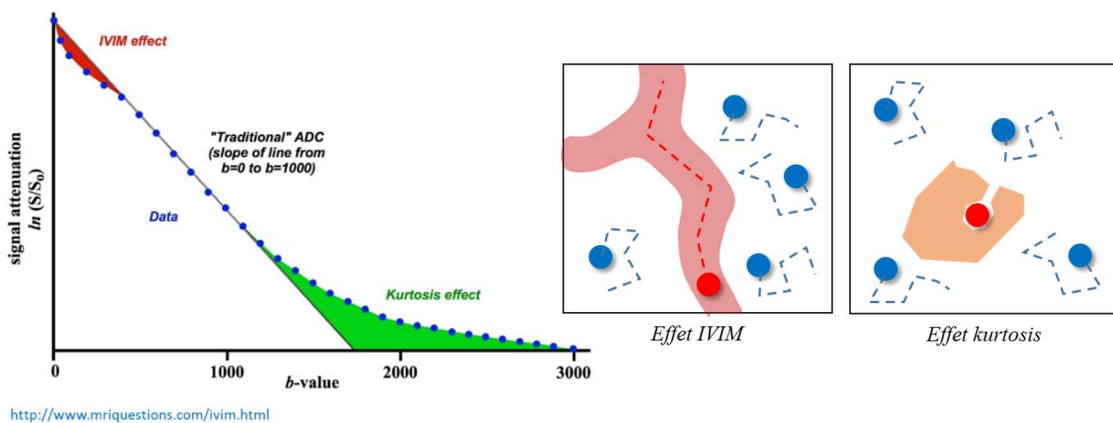 IVIM effect
"Traditional" ADC
(slope of line from
b=0 to b=1000)
Data
Kurtosis effect
signal attenuation
ln (S/S₀)
0
1000
2000
3000
b-value
http://www.mriquestions.com/ivim.html
Effet IVIM
Effet kurtosis